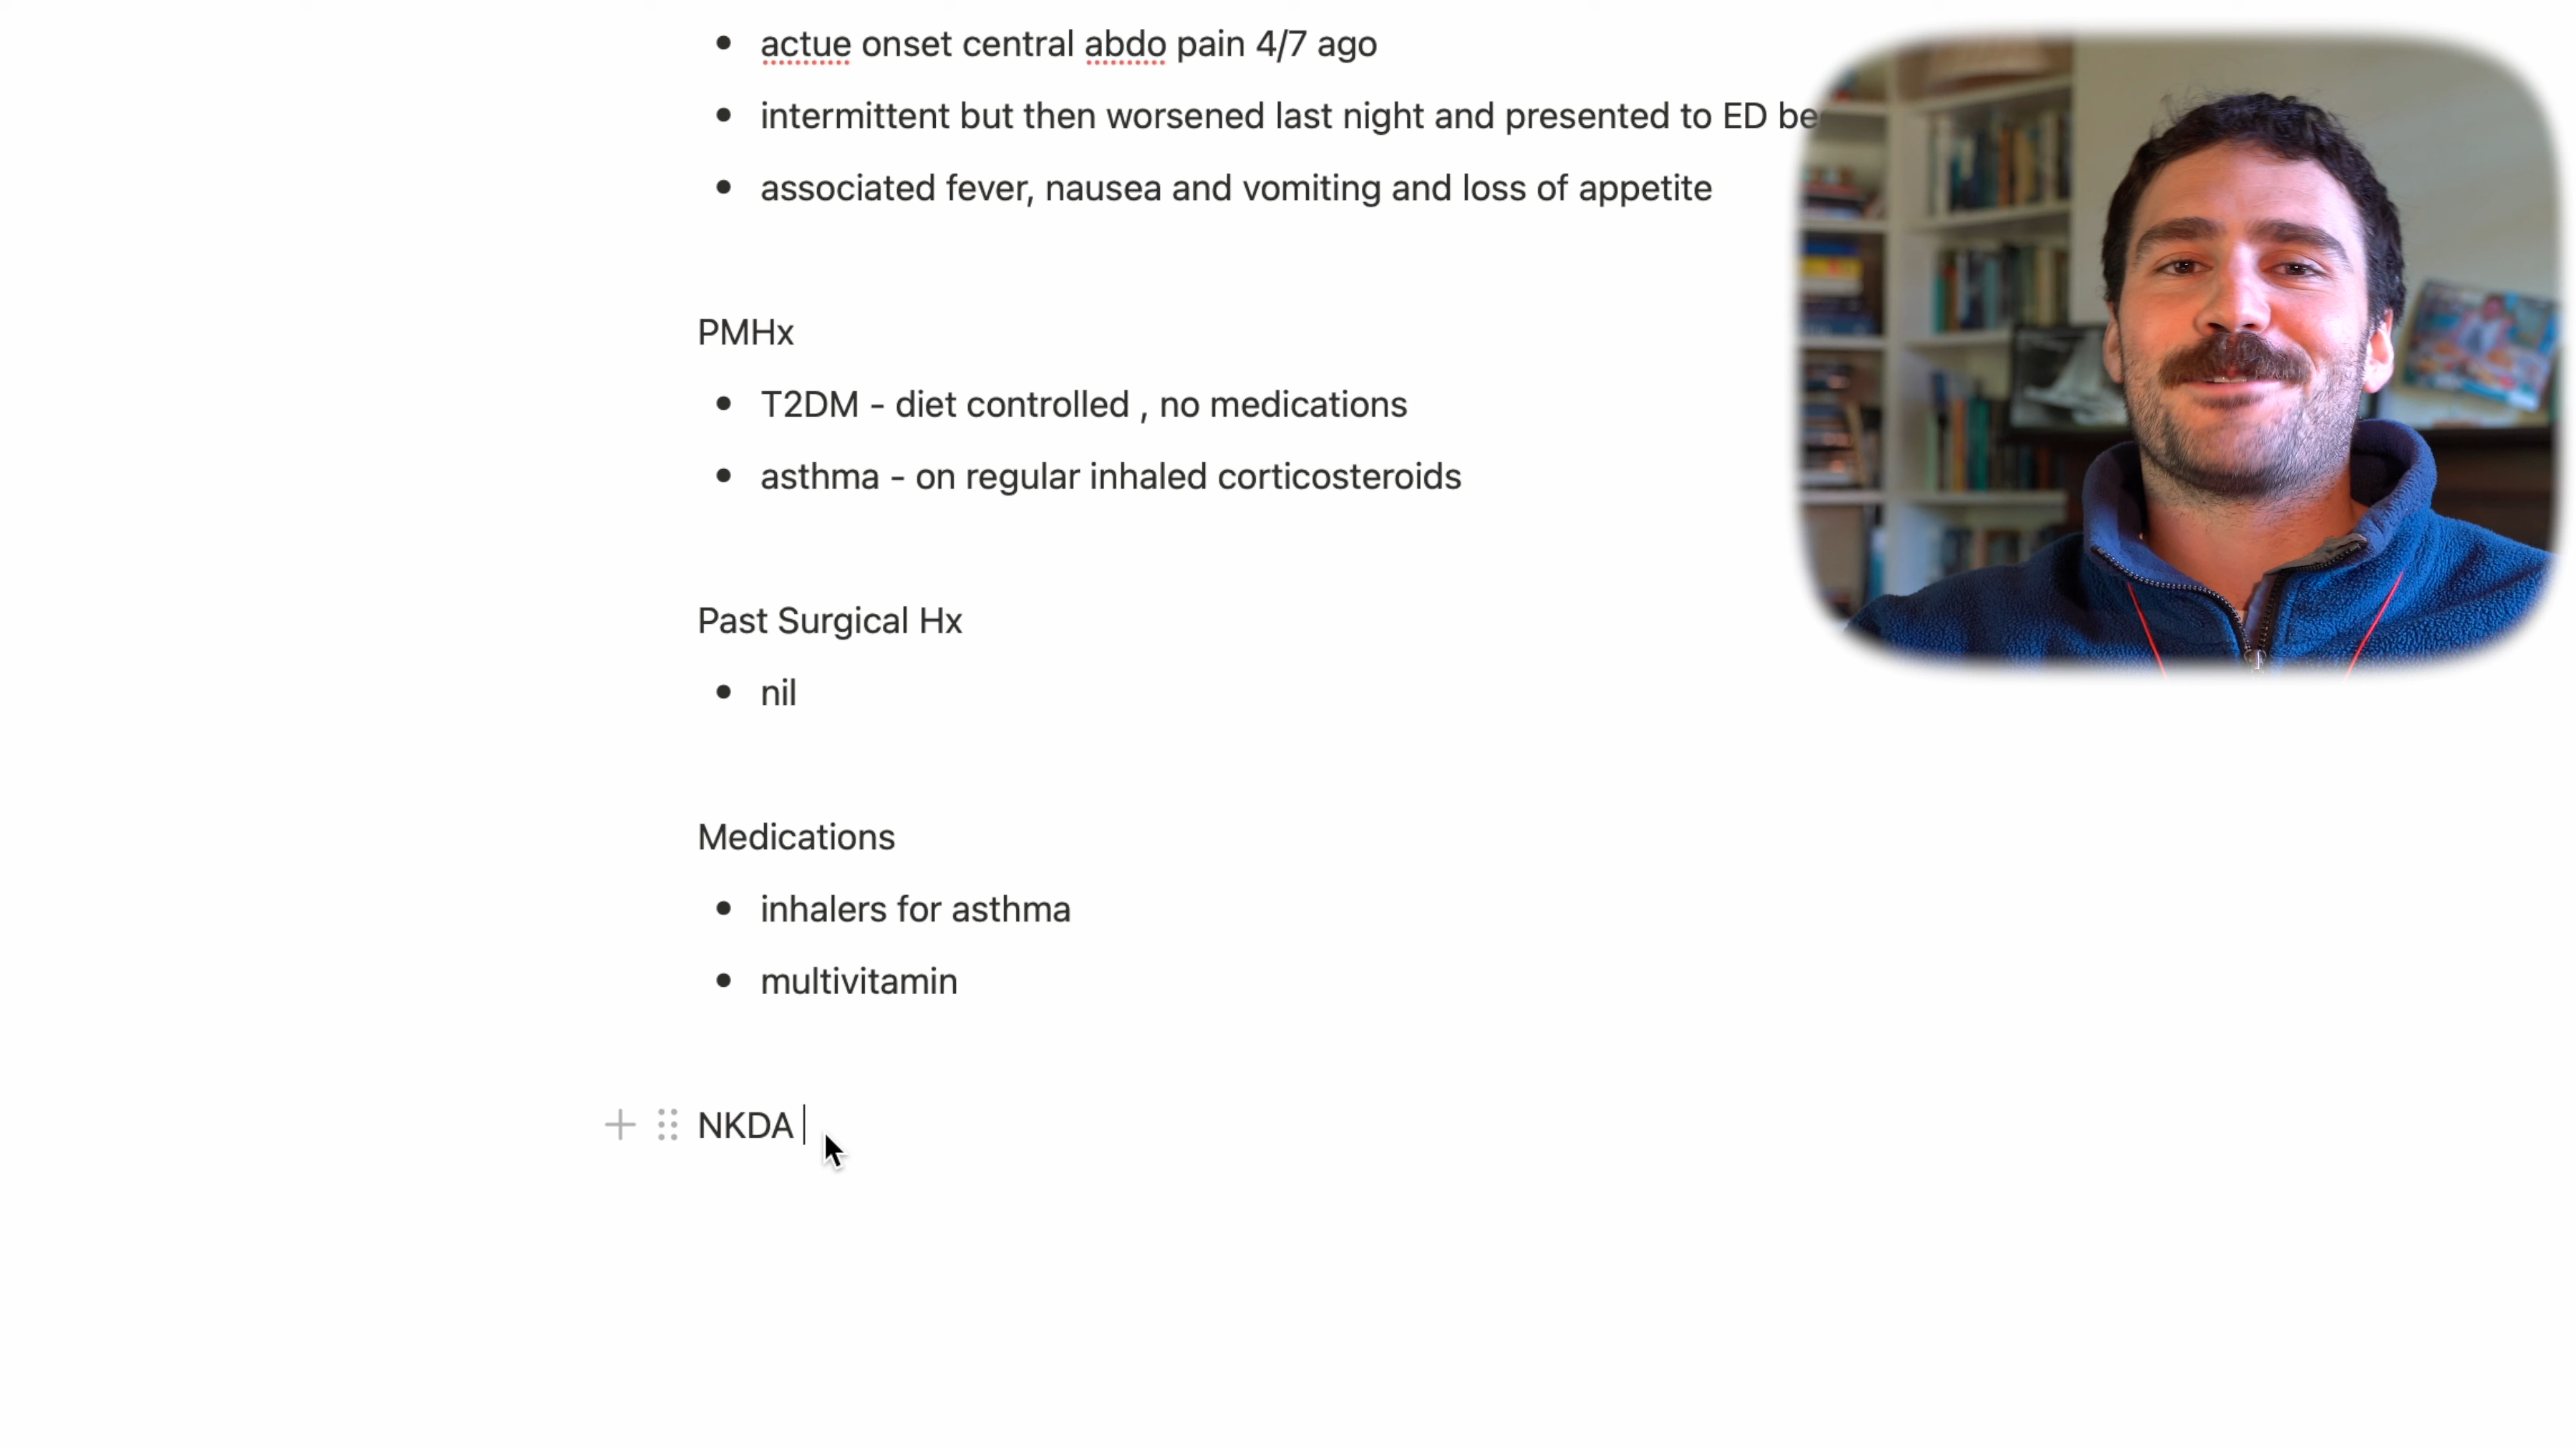 • actue onset central abdo pain 4/7 ago
• intermittent but then worsened last night and presented to ED
• associated fever, nausea and vomiting and loss of appetite
PMHx
• T2DM - diet controlled , no medications
• asthma - on regular inhaled corticosteroids
Past Surgical Hx
• nil
Medications
• inhalers for asthma
• multivitamin
NKDA